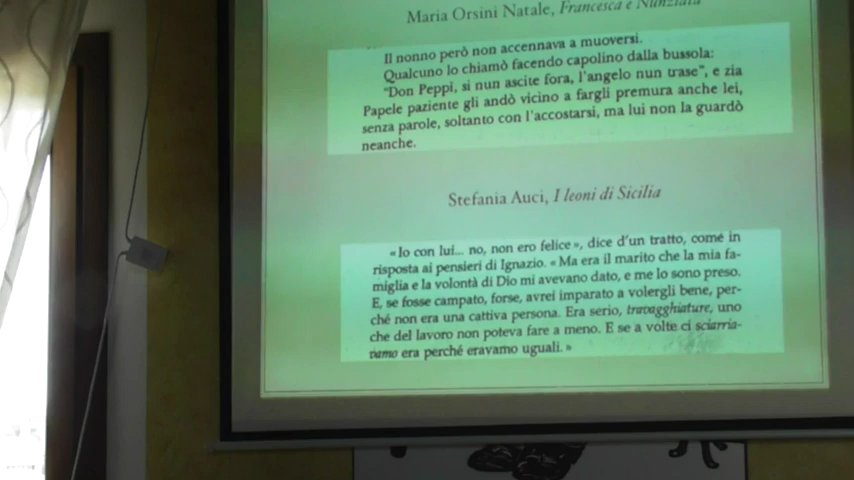 Maria Orsini Natale, Francesca e Nunziata
Il nonno però non accennava a muoversi.
Qualcuno lo chiamò facendo capolino dalla bussola:
"Don Peppì, si nun ascite fora, l'angelo nun trase", e zia
Papele paziente gli andò vicino a fargli premura anche lei,
senza parole, soltanto con l'accostarsi, ma lui non la guardò
neanche.
Stefania Auci, I leoni di Sicilia
«Io con lui... no, non ero felice», dice d'un tratto, come in
risposta ai pensieri di Ignazio. «Ma era il marito che la mia fa-
miglia e la volontà di Dio mi avevano dato, e me lo sono preso.
E, se fosse campato, forse, avrei imparato a volergli bene, per-
ché non era una cattiva persona. Era serio, travagghiature, uno
che del lavoro non poteva fare a meno. E se a volte ci sciarria-
vamo era perché eravamo uguali.»